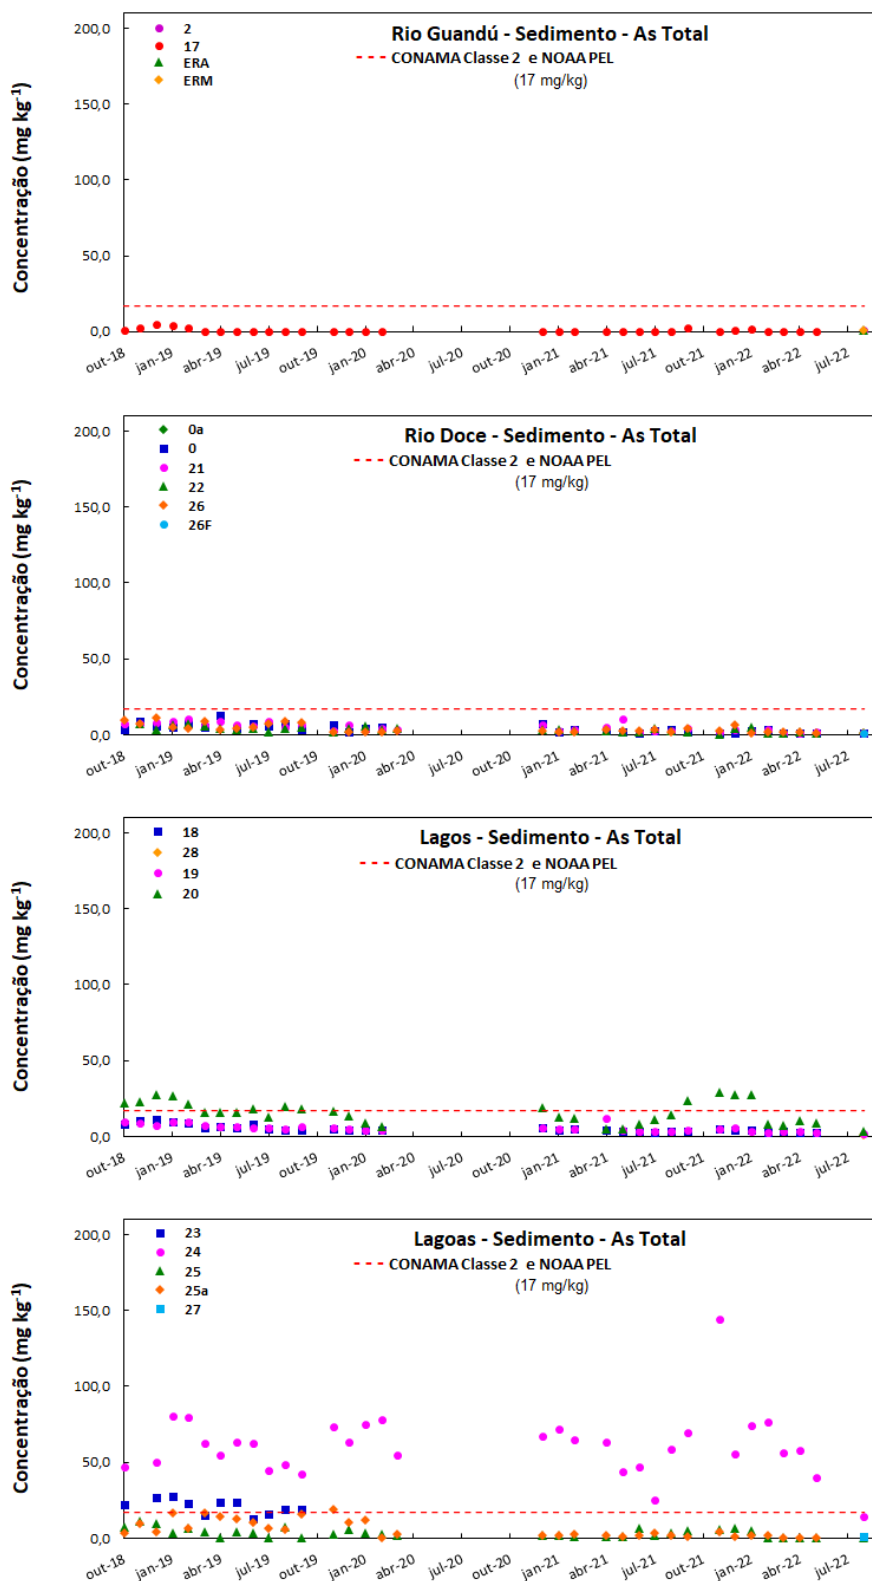 Rio Guandú - Sedimento - As Total
CONAMA Classe 2 e NOAA PEL
(17 mg/kg)
2
17
ERA
ERM
Concentração (mg kg⁻¹)
200,0
150,0
100,0
50,0
0,0
out-18 jan-19 abr-19 jul-19 out-19 jan-20 abr-20 jul-20 out-20 jan-21 abr-21 jul-21 out-21 jan-22 abr-22 jul-22
Rio Doce - Sedimento - As Total
CONAMA Classe 2 e NOAA PEL
(17 mg/kg)
0a
0
21
22
26
26F
Concentração (mg kg⁻¹)
200,0
150,0
100,0
50,0
0,0
out-18 jan-19 abr-19 jul-19 out-19 jan-20 abr-20 jul-20 out-20 jan-21 abr-21 jul-21 out-21 jan-22 abr-22 jul-22
Lagos - Sedimento - As Total
CONAMA Classe 2 e NOAA PEL
(17 mg/kg)
18
28
19
20
Concentração (mg kg⁻¹)
200,0
150,0
100,0
50,0
0,0
out-18 jan-19 abr-19 jul-19 out-19 jan-20 abr-20 jul-20 out-20 jan-21 abr-21 jul-21 out-21 jan-22 abr-22 jul-22
Lagoas - Sedimento - As Total
CONAMA Classe 2 e NOAA PEL
(17 mg/kg)
23
24
25
25a
27
Concentração (mg kg⁻¹)
200,0
150,0
100,0
50,0
0,0
out-18 jan-19 abr-19 jul-19 out-19 jan-20 abr-20 jul-20 out-20 jan-21 abr-21 jul-21 out-21 jan-22 abr-22 jul-22